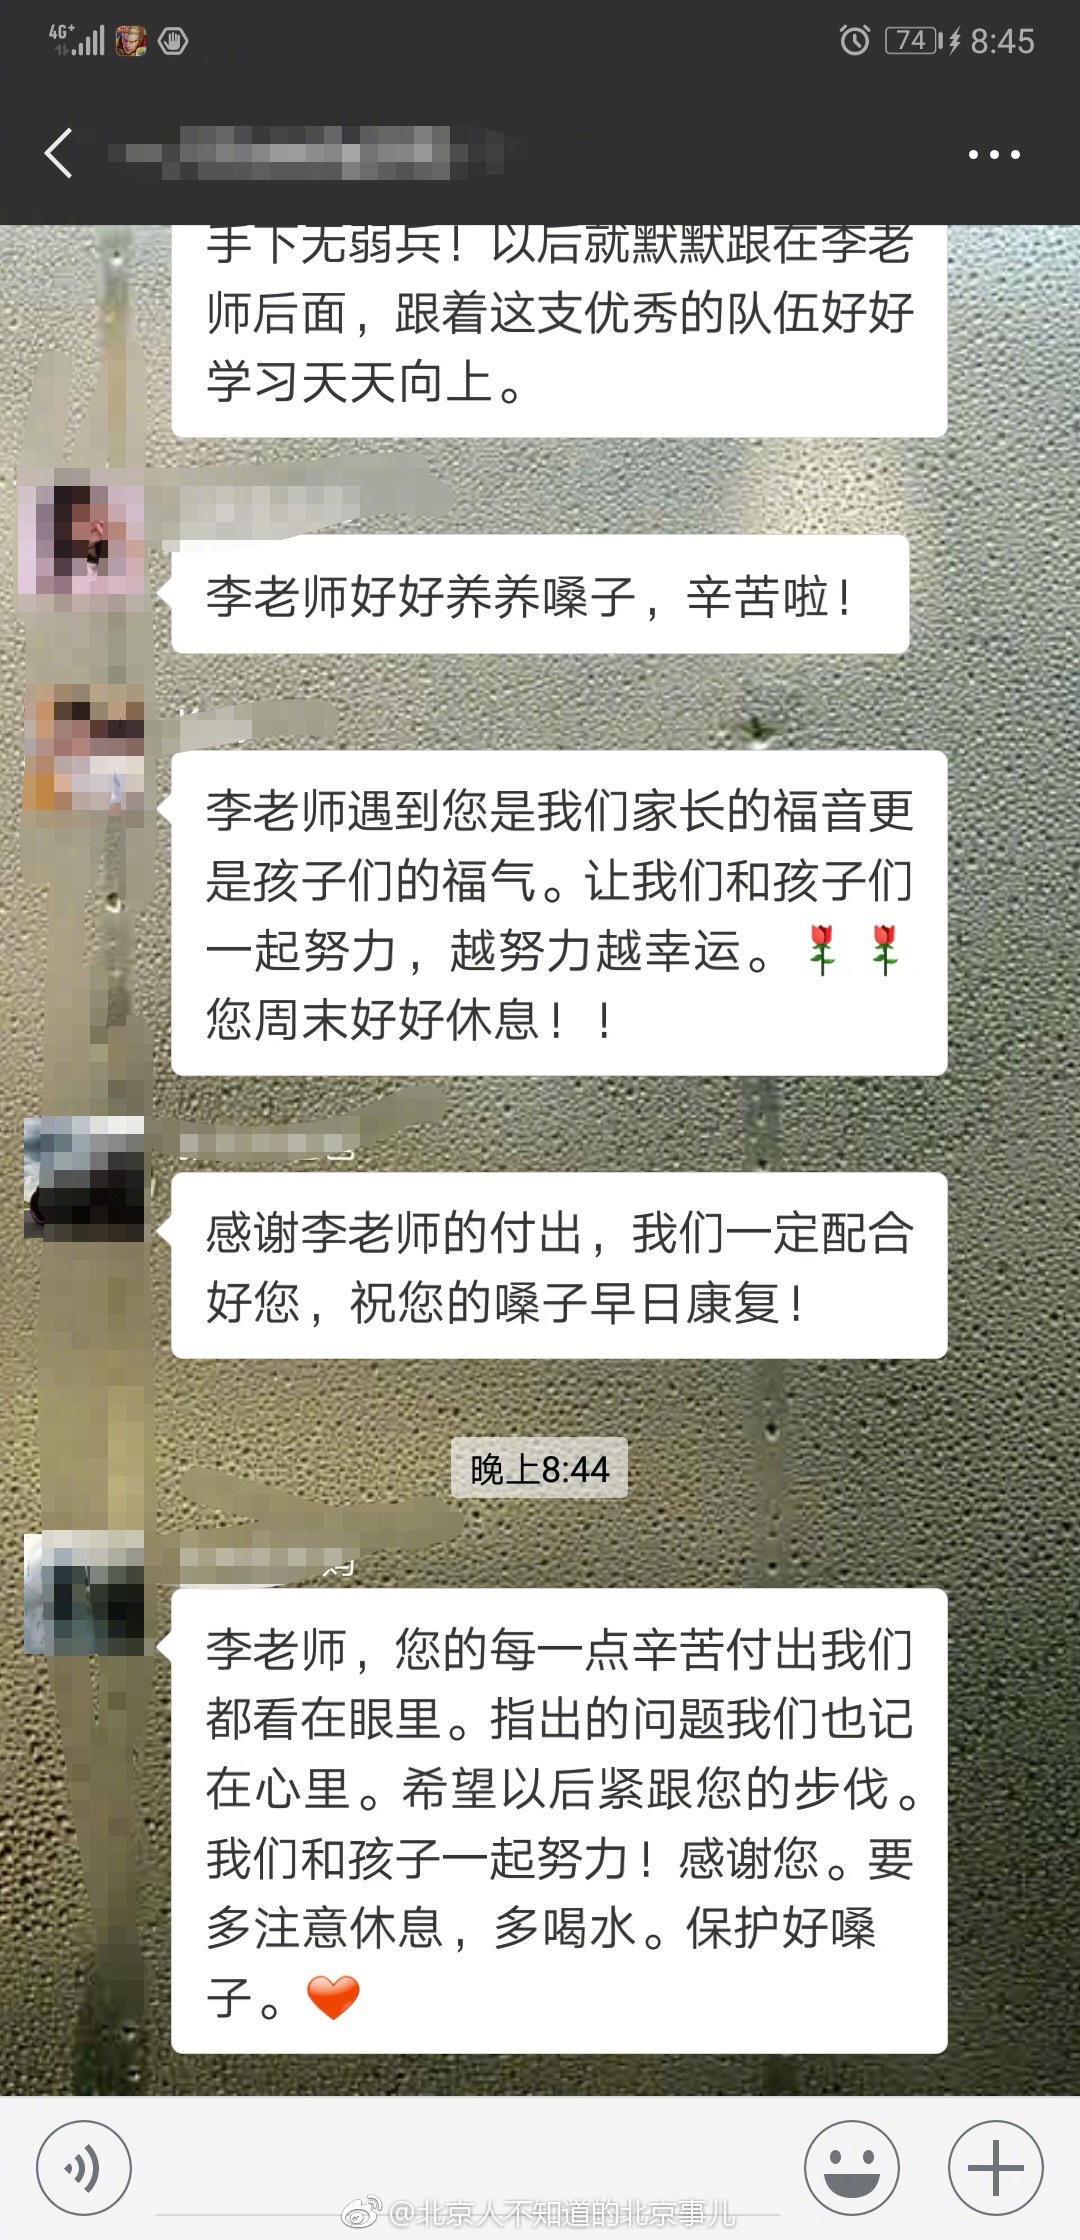 4G+
74
8:45
手下无弱兵！以后就默默跟在李老
师后面，跟着这支优秀的队伍好好
学习天天向上。
李老师好好养养嗓子，辛苦啦！
李老师遇到您是我们家长的福音更
是孩子们的福气。让我们和孩子们
一起努力，越努力越幸运。🌹🌹
您周末好好休息！！
感谢李老师的付出，我们一定配合
好您，祝您的嗓子早日康复！
晚上8:44
李老师，您的每一点辛苦付出我们
都看在眼里。指出的问题我们也记
在心里。希望以后紧跟您的步伐。
我们和孩子一起努力！感谢您。要
多注意休息，多喝水。保护好嗓
子。❤️
@北京人不知道的北京事儿